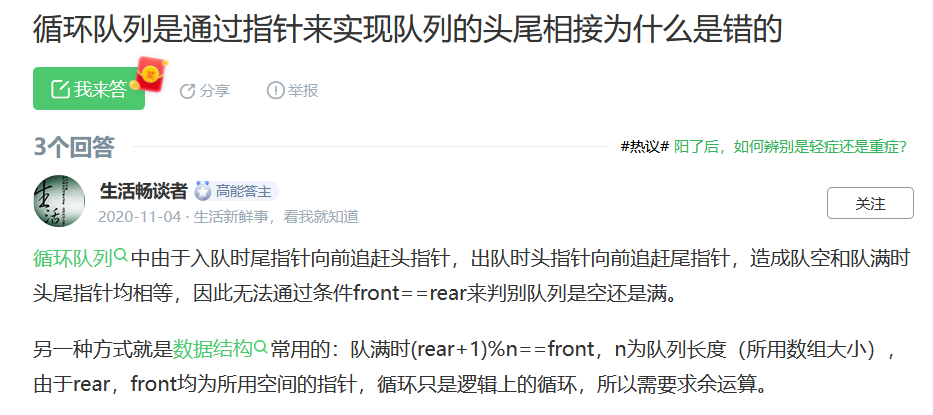 循环队列是通过指针来实现队列的头尾相接为什么是错的
我来答
奖
分享
举报
3个回答
#热议# 阳了后，如何辨别是轻症还是重症？
生活
生活畅谈者 高能答主
2020-11-04 · 生活新鲜事，看我就知道
关注
循环队列中由于入队时尾指针向前追赶头指针，出队时头指针向前追赶尾指针，造成队空和队满时
头尾指针均相等，因此无法通过条件front==rear来判别队列是空还是满。
另一种方式就是数据结构常用的：队满时(rear+1)%n==front，n为队列长度（所用数组大小），
由于rear，front均为所用空间的指针，循环只是逻辑上的循环，所以需要求余运算。